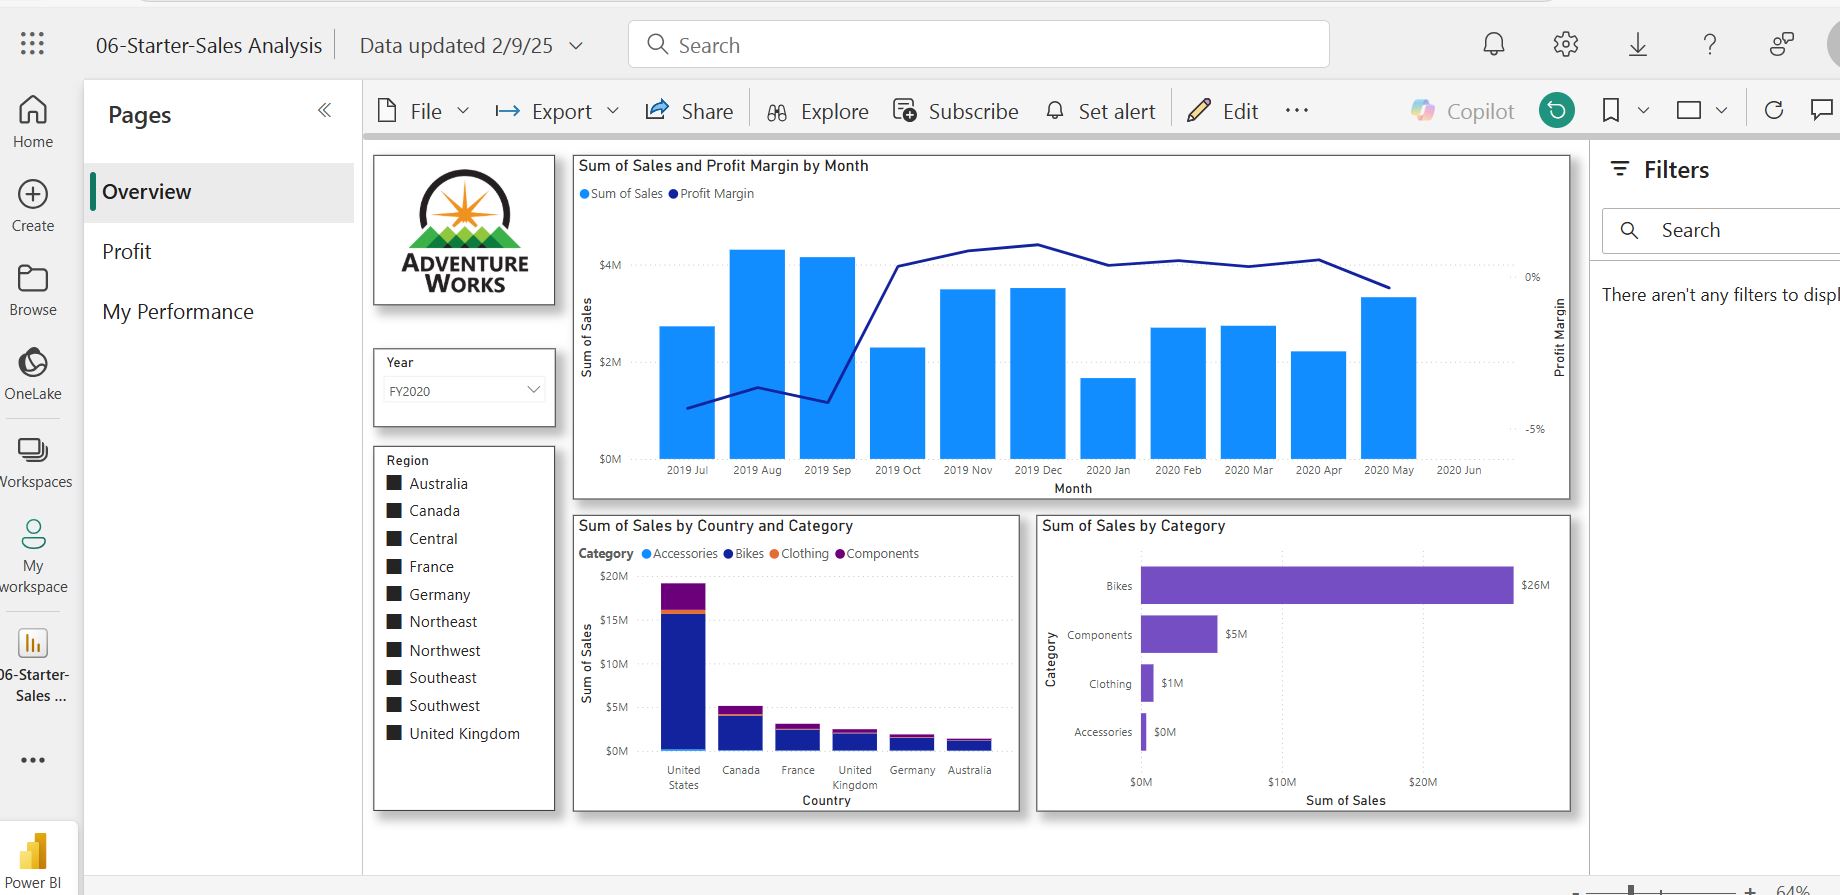 06-Starter-Sales Analysis
Data updated 2/9/25
Search
Home
Create
Browse
OneLake
Workspaces
My
workspace
06-Starter-
Sales ...
Power BI
Pages
Overview
Profit
My Performance
File
Export
Share
Explore
Subscribe
Set alert
Edit
Copilot
ADVENTURE
WORKS
Year
FY2020
Region
Australia
Canada
Central
France
Germany
Northeast
Northwest
Southeast
Southwest
United Kingdom
Sum of Sales and Profit Margin by Month
Sum of Sales
Profit Margin
Sum of Sales
$4M
$2M
$0M
0%
-5%
Profit Margin
2019 Jul
2019 Aug
2019 Sep
2019 Oct
2019 Nov
2019 Dec
2020 Jan
2020 Feb
2020 Mar
2020 Apr
2020 May
2020 Jun
Month
Sum of Sales by Country and Category
Category
Accessories
Bikes
Clothing
Components
Sum of Sales
$20M
$15M
$10M
$5M
$0M
United
States
Canada
France
United
Kingdom
Germany
Australia
Country
Sum of Sales by Category
Category
Bikes
$26M
Components
$5M
Clothing
$1M
Accessories
$0M
$0M
$10M
$20M
Sum of Sales
Filters
Search
There aren't any filters to displ
64%